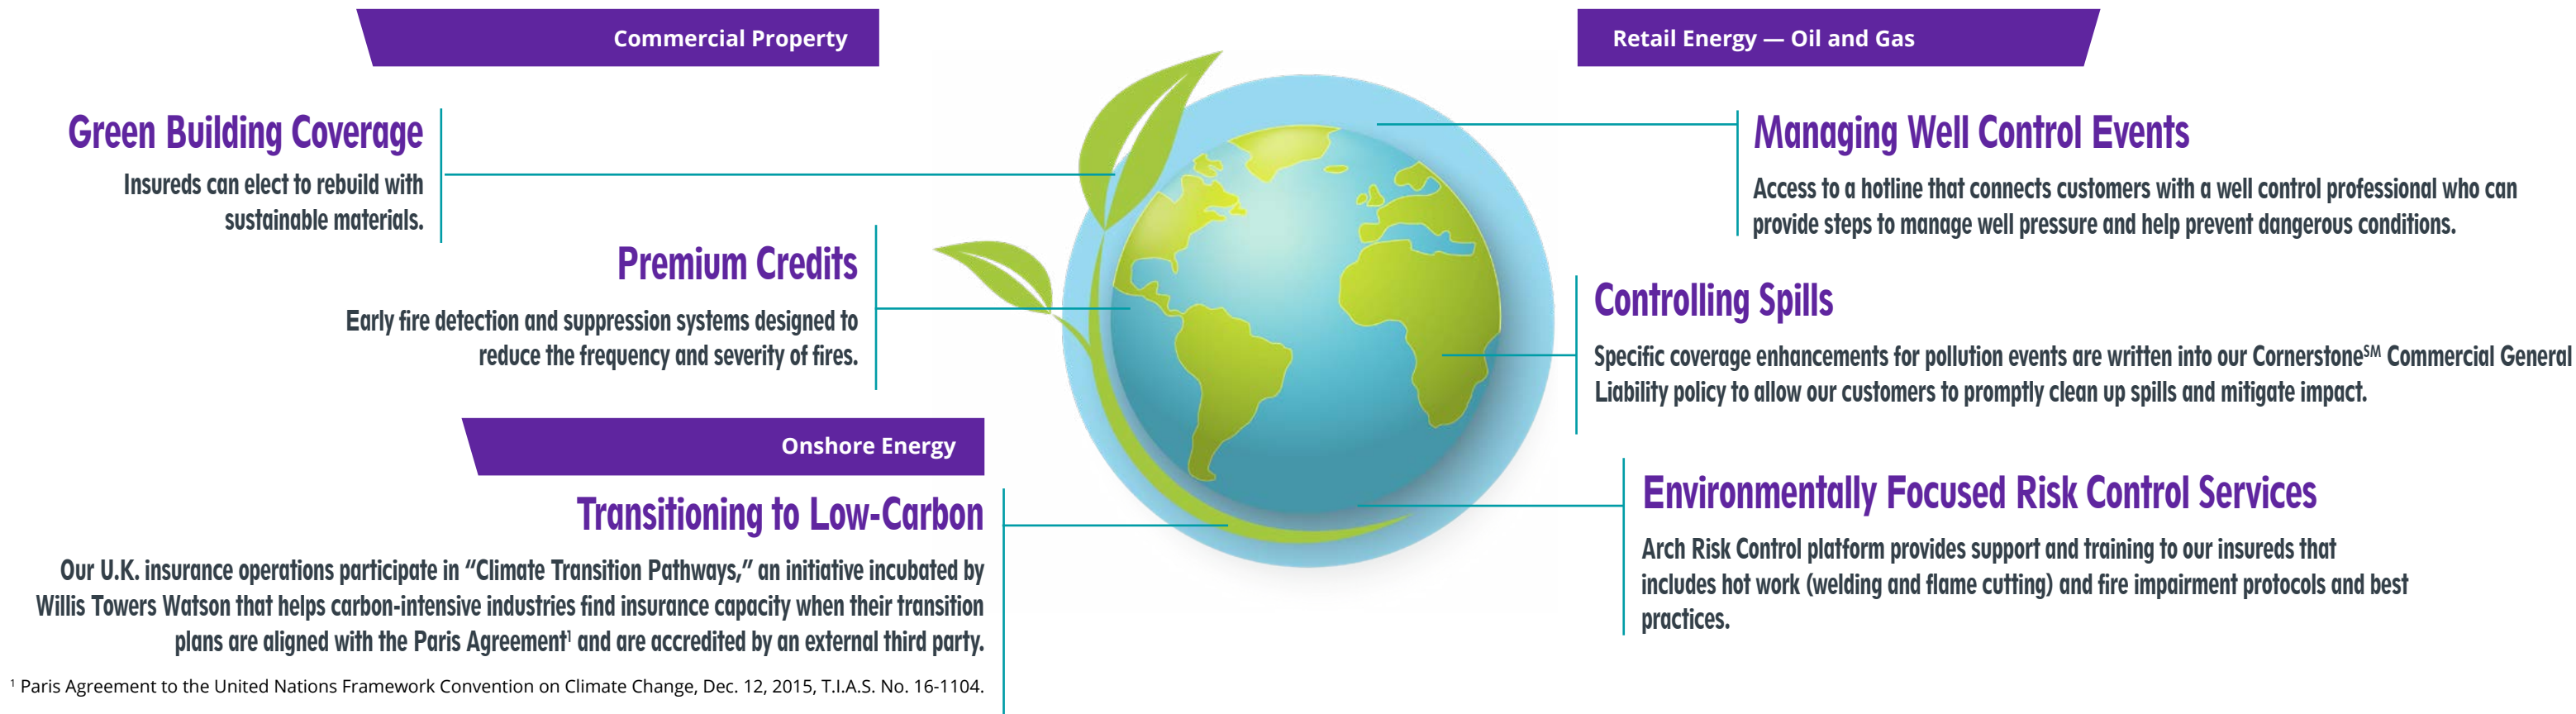 Commercial Property
Green Building Coverage
Insureds can elect to rebuild with
sustainable materials.
Premium Credits
Early fire detection and suppression systems designed to
reduce the frequency and severity of fires.
Onshore Energy
Transitioning to Low-Carbon
Our U.K. insurance operations participate in “Climate Transition Pathways,” an initiative incubated by
Willis Towers Watson that helps carbon-intensive industries find insurance capacity when their transition
plans are aligned with the Paris Agreement¹ and are accredited by an external third party.
¹ Paris Agreement to the United Nations Framework Convention on Climate Change, Dec. 12, 2015, T.I.A.S. No. 16-1104.
Retail Energy — Oil and Gas
Managing Well Control Events
Access to a hotline that connects customers with a well control professional who can
provide steps to manage well pressure and help prevent dangerous conditions.
Controlling Spills
Specific coverage enhancements for pollution events are written into our Cornerstone℠ Commercial General
Liability policy to allow our customers to promptly clean up spills and mitigate impact.
Environmentally Focused Risk Control Services
Arch Risk Control platform provides support and training to our insureds that
includes hot work (welding and flame cutting) and fire impairment protocols and best
practices.